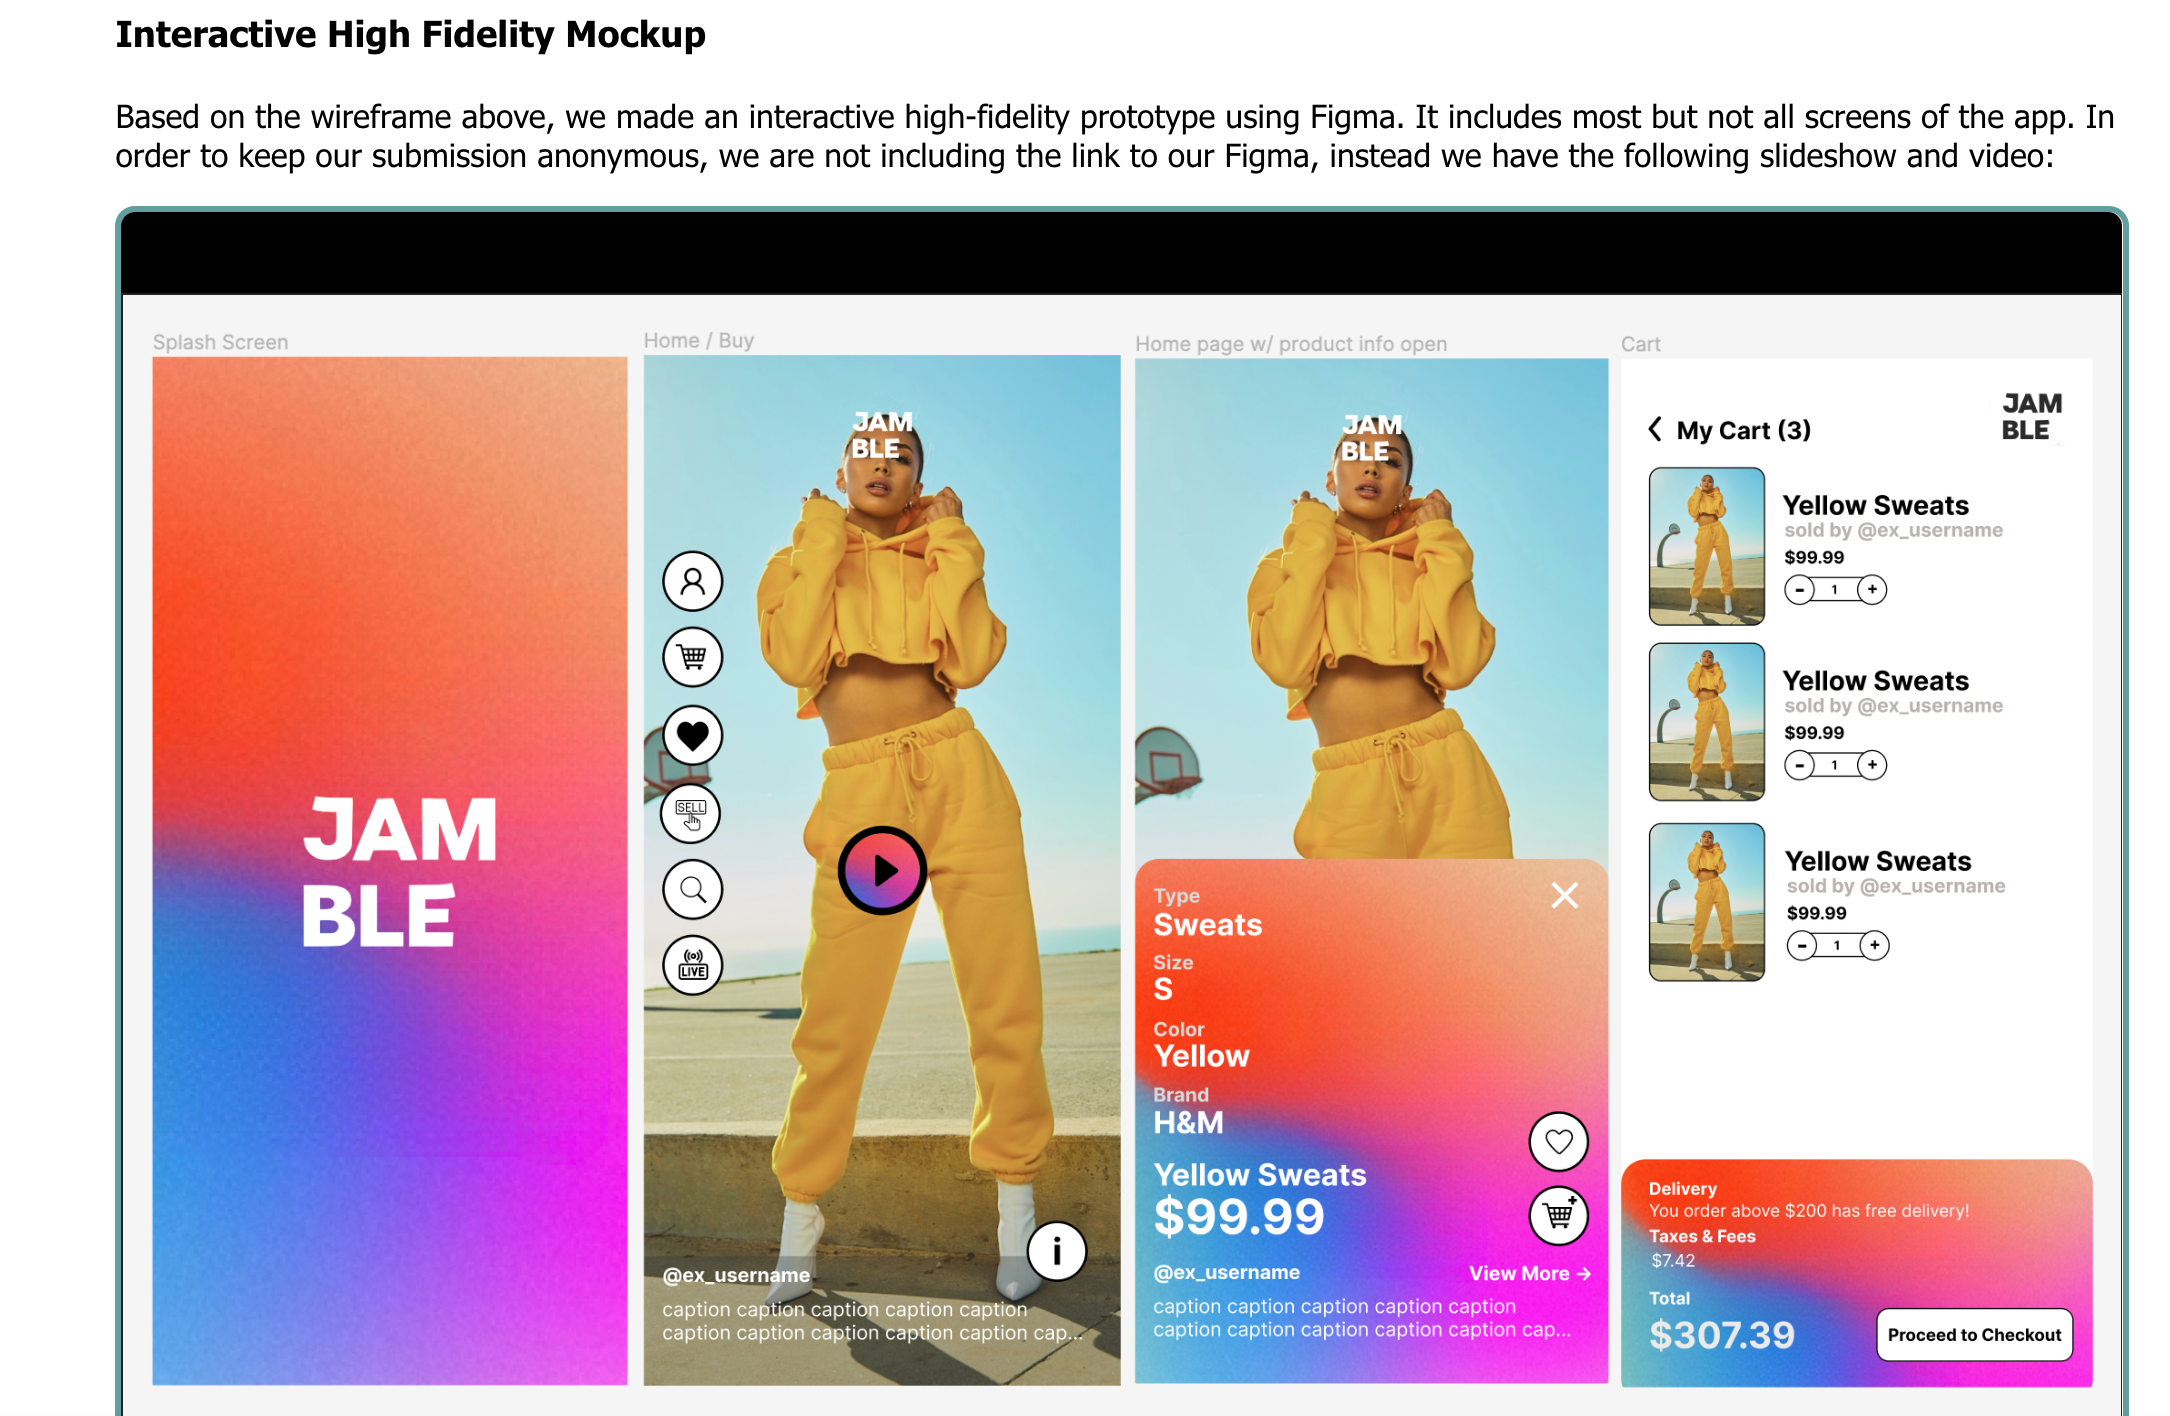 Interactive High Fidelity Mockup
Based on the wireframe above, we made an interactive high-fidelity prototype using Figma. It includes most but not all screens of the app. In
order to keep our submission anonymous, we are not including the link to our Figma, instead we have the following slideshow and video:
Splash Screen
JAM
BLE
Home / Buy
JAM
BLE
SELL
LIVE
i
@ex_username
caption caption caption caption caption
caption caption caption caption caption cap...
Home page w/ product info open
JAM
BLE
Type
Sweats
Size
S
Color
Yellow
Brand
H&M
Yellow Sweats
$99.99
@ex_username
View More →
caption caption caption caption caption
caption caption caption caption caption cap...
Cart
My Cart (3)
JAM
BLE
Yellow Sweats
sold by @ex_username
$99.99
- 1 +
Yellow Sweats
sold by @ex_username
$99.99
- 1 +
Yellow Sweats
sold by @ex_username
$99.99
- 1 +
Delivery
You order above $200 has free delivery!
Taxes & Fees
$7.42
Total
$307.39
Proceed to Checkout